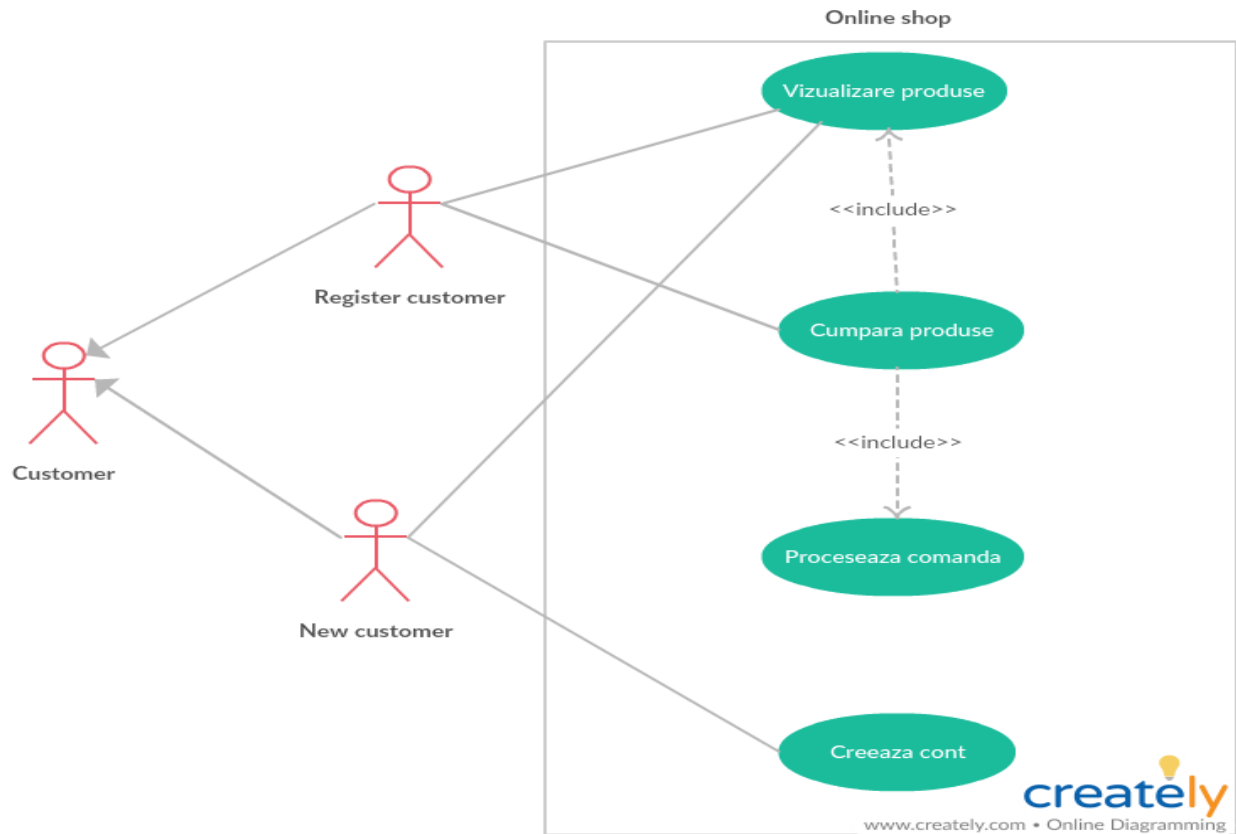 Online shop
Vizualizare produse
<<include>>
Register customer
Cumpara produse
Customer
<<include>>
Proceseaza comanda
New customer
Creeaza cont
creately
www.creately.com • Online Diagramming